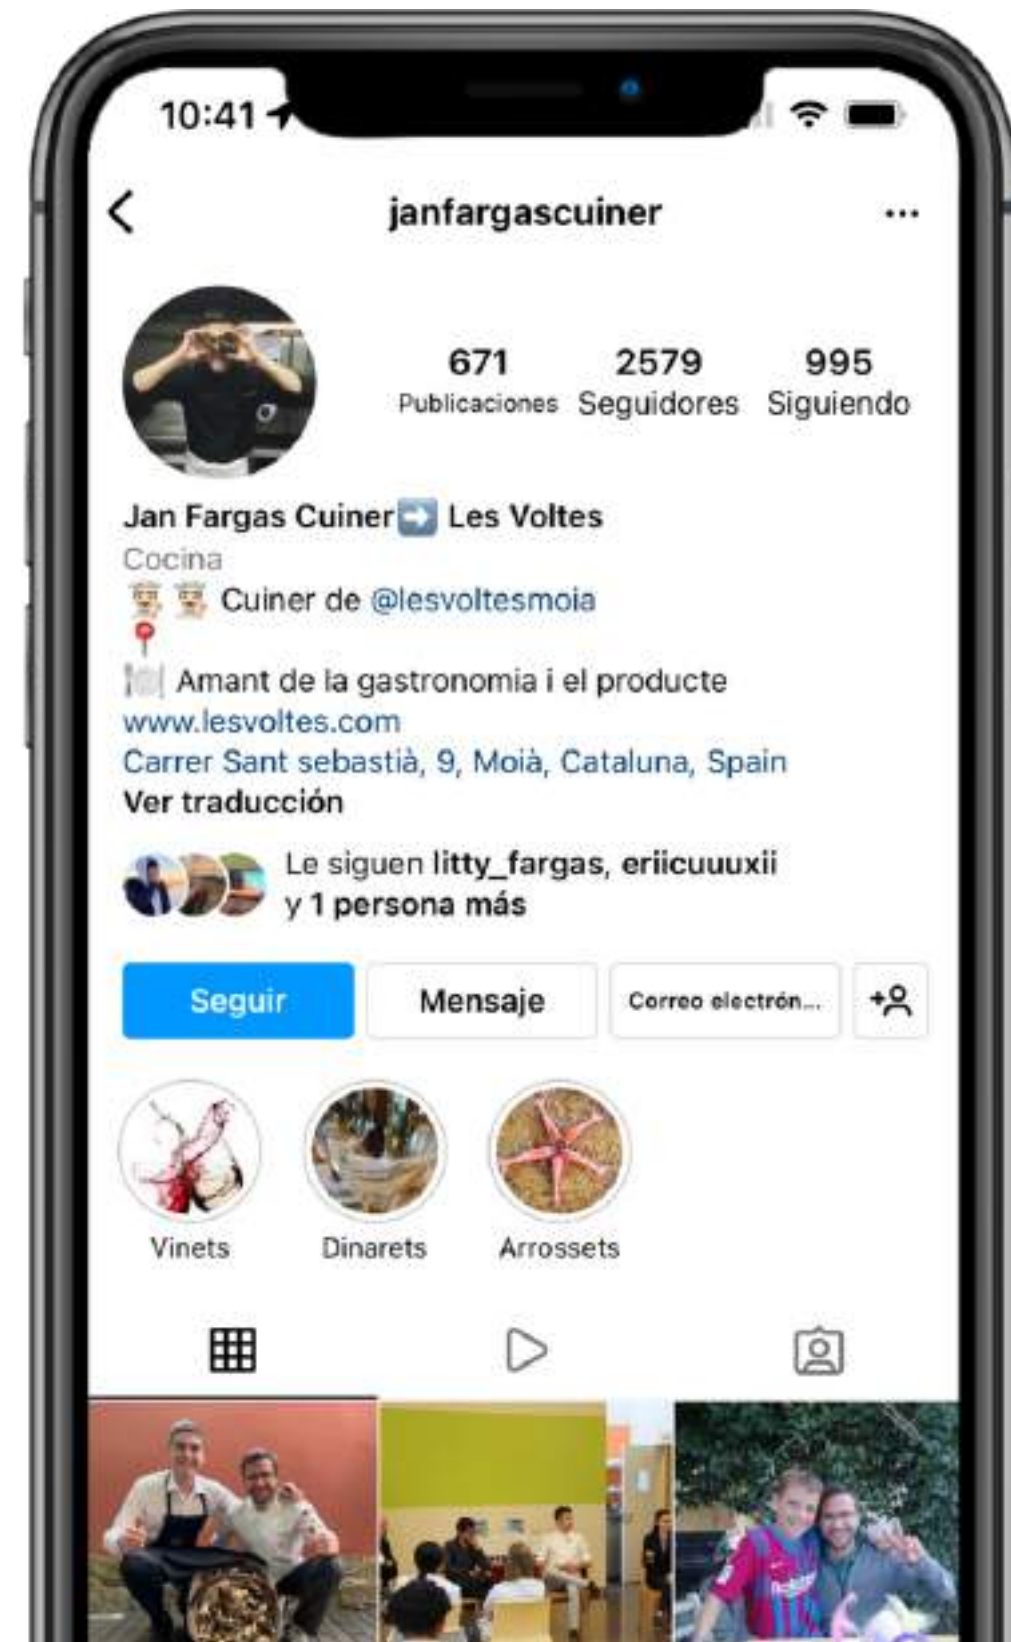 10:41
janfargascuiner
671 2579 995
Publicaciones Seguidores Siguiendo
Jan Fargas Cuiner➡️ Les Voltes
Cocina
Cuiner de @lesvoltesmoia
Amant de la gastronomia i el producte
www.lesvoltes.com
Carrer Sant sebastià, 9, Moià, Cataluna, Spain
Ver traducción
Le siguen litty_fargas, eriicuuuxii
y 1 persona más
Seguir Mensaje Correo electrón...
Vinets Dinarets Arrossets